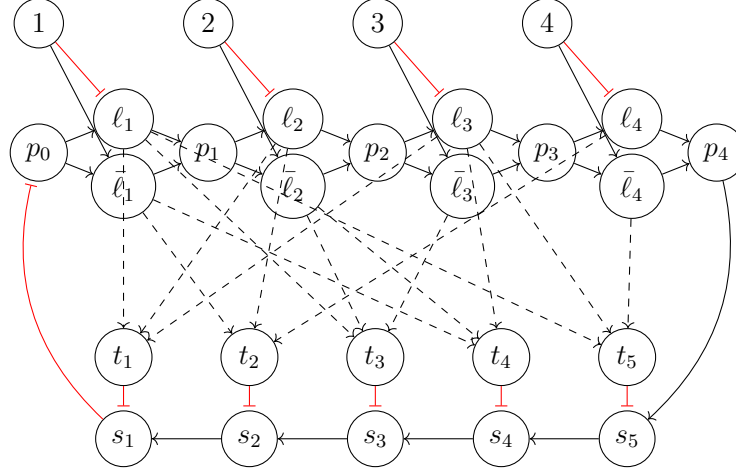 1 2 3 4
ℓ₁ ℓ₂ ℓ₃ ℓ₄
p₀ p₁ p₂ p₃ p₄
ℓ̄₁ ℓ̄₂ ℓ̄₃ ℓ̄₄
t₁ t₂ t₃ t₄ t₅
s₁ s₂ s₃ s₄ s₅